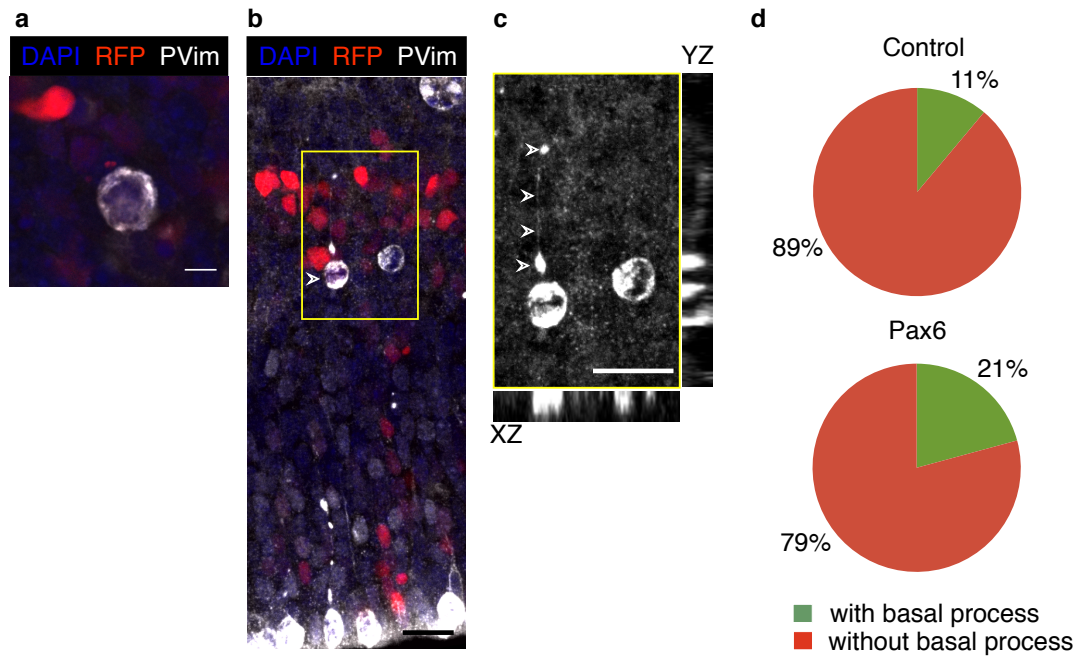 a
DAPI RFP PVim
b
DAPI RFP PVim
c
YZ
XZ
d
Control
11%
89%
Pax6
21%
79%
with basal process
without basal process